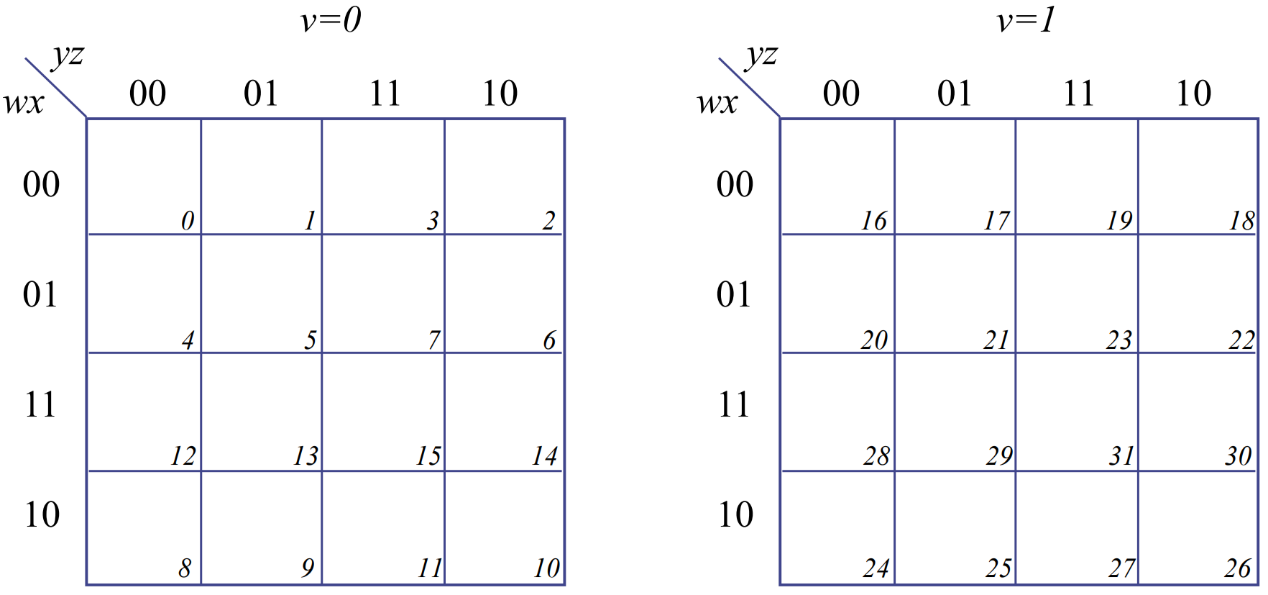 v=0 v=1
yz yz
wx 00 01 11 10 wx 00 01 11 10
00 00
0 1 3 2 16 17 19 18
01 01
4 5 7 6 20 21 23 22
11 11
12 13 15 14 28 29 31 30
10 10
8 9 11 10 24 25 27 26